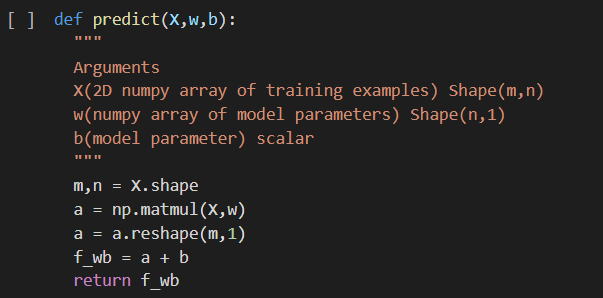 [ ] def predict(X,w,b):
"""
Arguments
X(2D numpy array of training examples) Shape(m,n)
w(numpy array of model parameters) Shape(n,1)
b(model parameter) scalar
"""
m,n = X.shape
a = np.matmul(X,w)
a = a.reshape(m,1)
f_wb = a + b
return f_wb